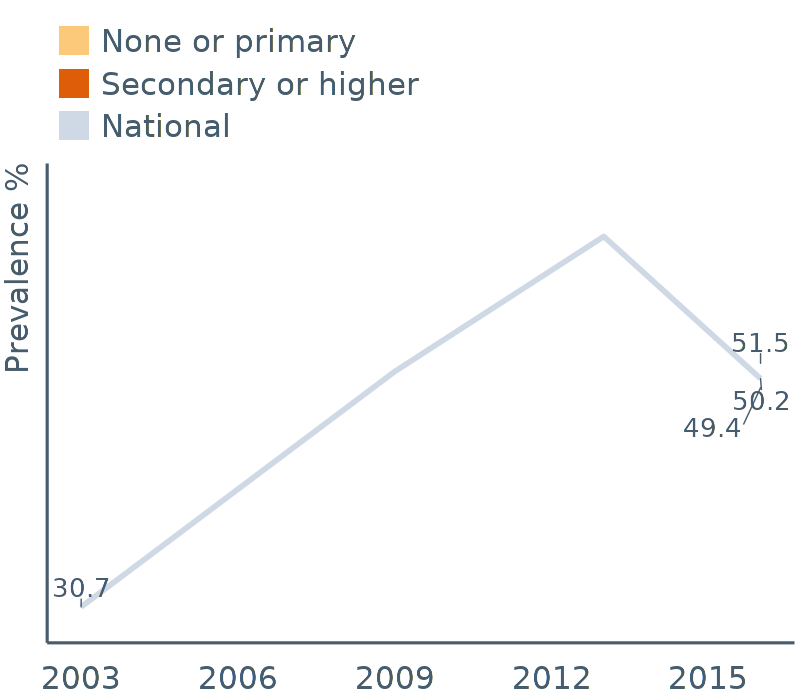 None or primary
Secondary or higher
National
Prevalence %
51.5
50.2
49.4
30.7
2003 2006 2009 2012 2015